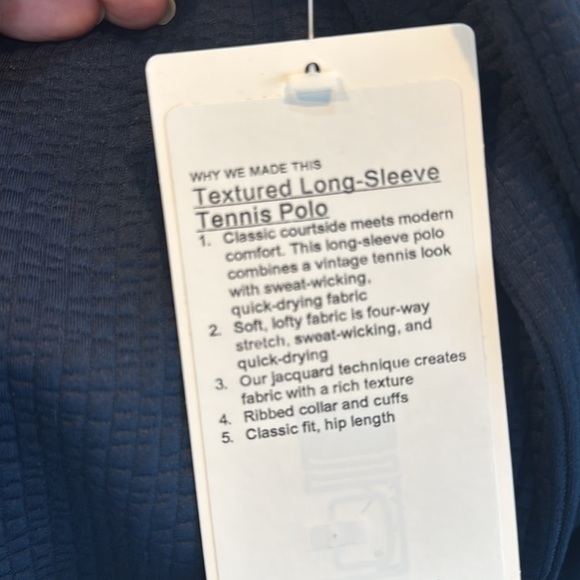 WHY WE MADE THIS
Textured Long-Sleeve
Tennis Polo
1. Classic courtside meets modern
comfort. This long-sleeve polo
combines a vintage tennis look
with sweat-wicking,
quick-drying fabric
2. Soft, lofty fabric is four-way
stretch, sweat-wicking, and
quick-drying
3. Our jacquard technique creates
fabric with a rich texture
4. Ribbed collar and cuffs
5. Classic fit, hip length